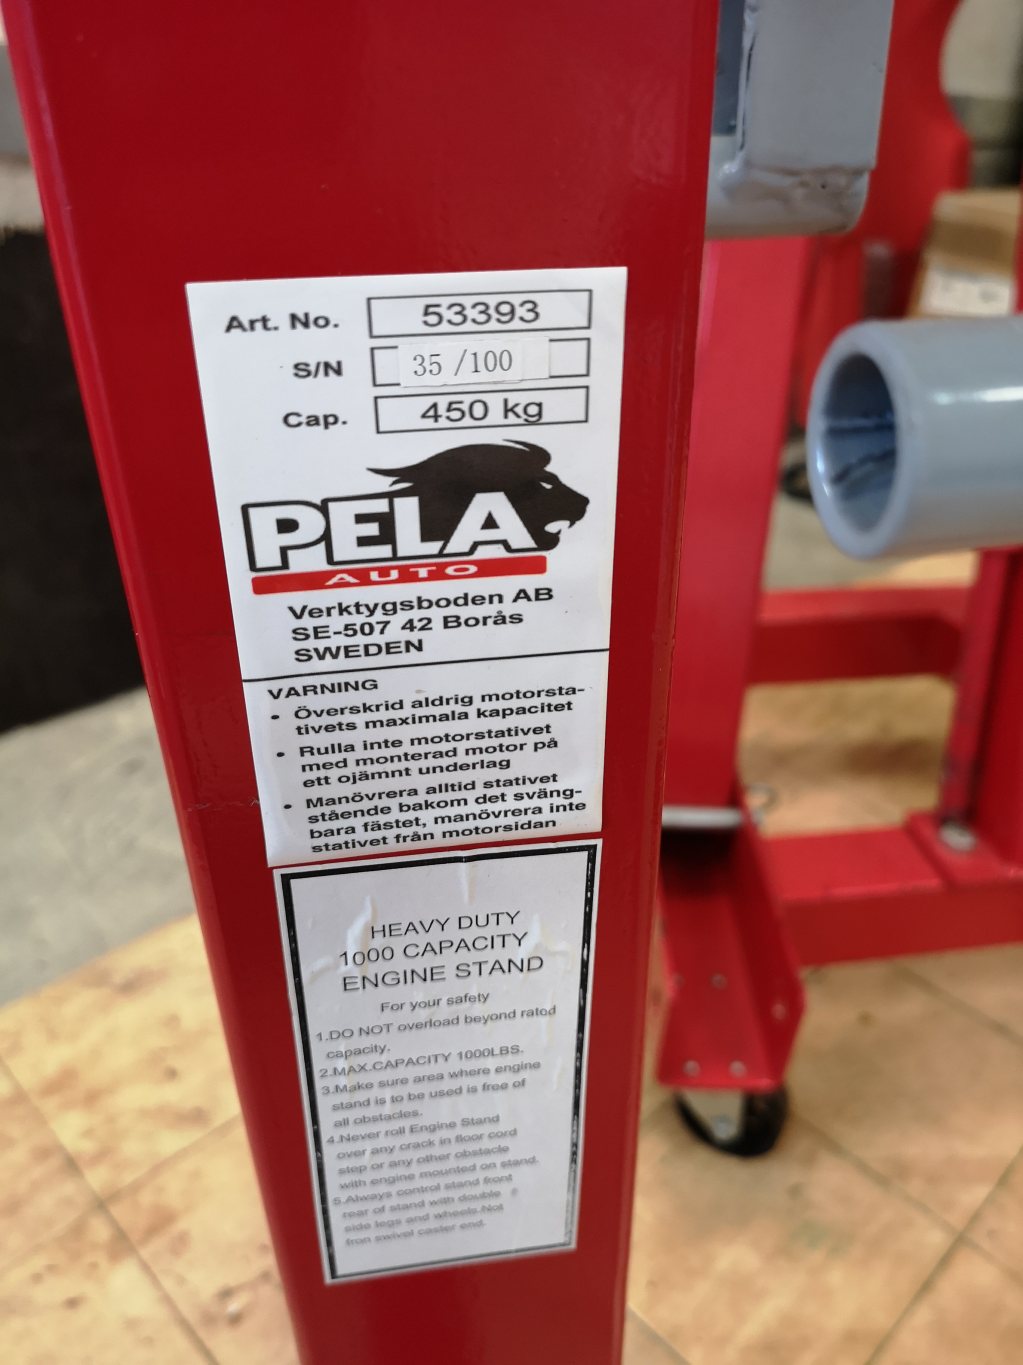 Art. No. 53393
S/N 35 /100
Cap. 450 kg
PELA
AUTO
Verktygsboden AB
SE-507 42 Borås
SWEDEN
VARNING
• Överskrid aldrig motorsta-
tivets maximala kapacitet
• Rulla inte motorstativet
med monterad motor på
ett ojämnt underlag
• Manövrera alltid stativet
stående bakom det sväng-
bara fästet, manövrera inte
stativet från motorsidan
HEAVY DUTY
1000 CAPACITY
ENGINE STAND
For your safety
1.DO NOT overload beyond rated
capacity.
2.MAX.CAPACITY 1000LBS.
3.Make sure area where engine
stand is to be used is free of
all obstacles.
4.Never roll Engine Stand
over any crack in floor cord
step or any other obstacle
with engine mounted on stand.
5.Always control stand front
rear of stand with double
side legs and wheels.Not
fron swivel caster end.